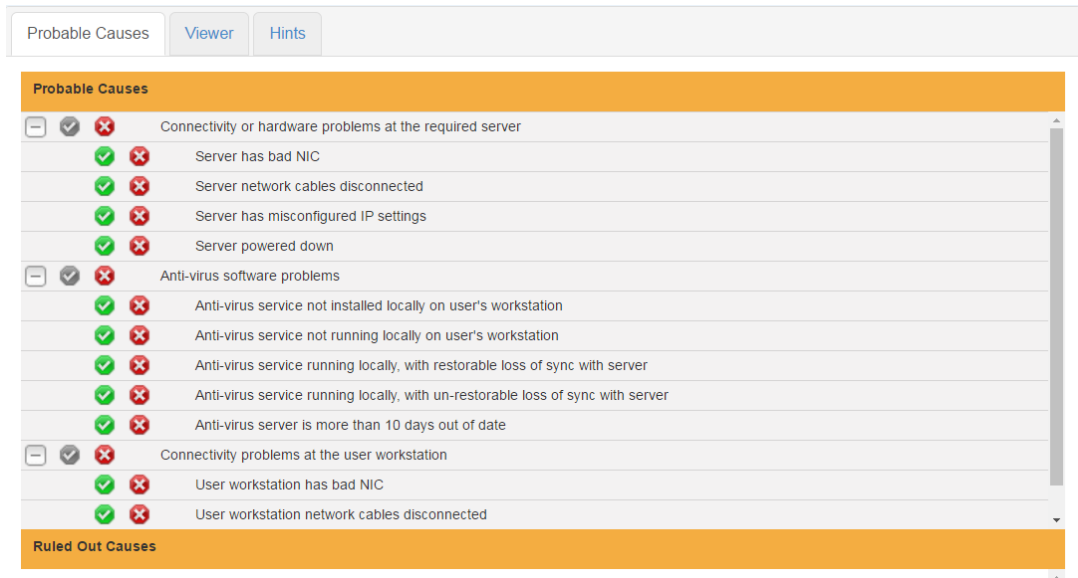 Probable Causes
Viewer
Hints
Probable Causes
Connectivity or hardware problems at the required server
Server has bad NIC
Server network cables disconnected
Server has misconfigured IP settings
Server powered down
Anti-virus software problems
Anti-virus service not installed locally on user's workstation
Anti-virus service not running locally on user's workstation
Anti-virus service running locally, with restorable loss of sync with server
Anti-virus service running locally, with un-restorable loss of sync with server
Anti-virus server is more than 10 days out of date
Connectivity problems at the user workstation
User workstation has bad NIC
User workstation network cables disconnected
Ruled Out Causes